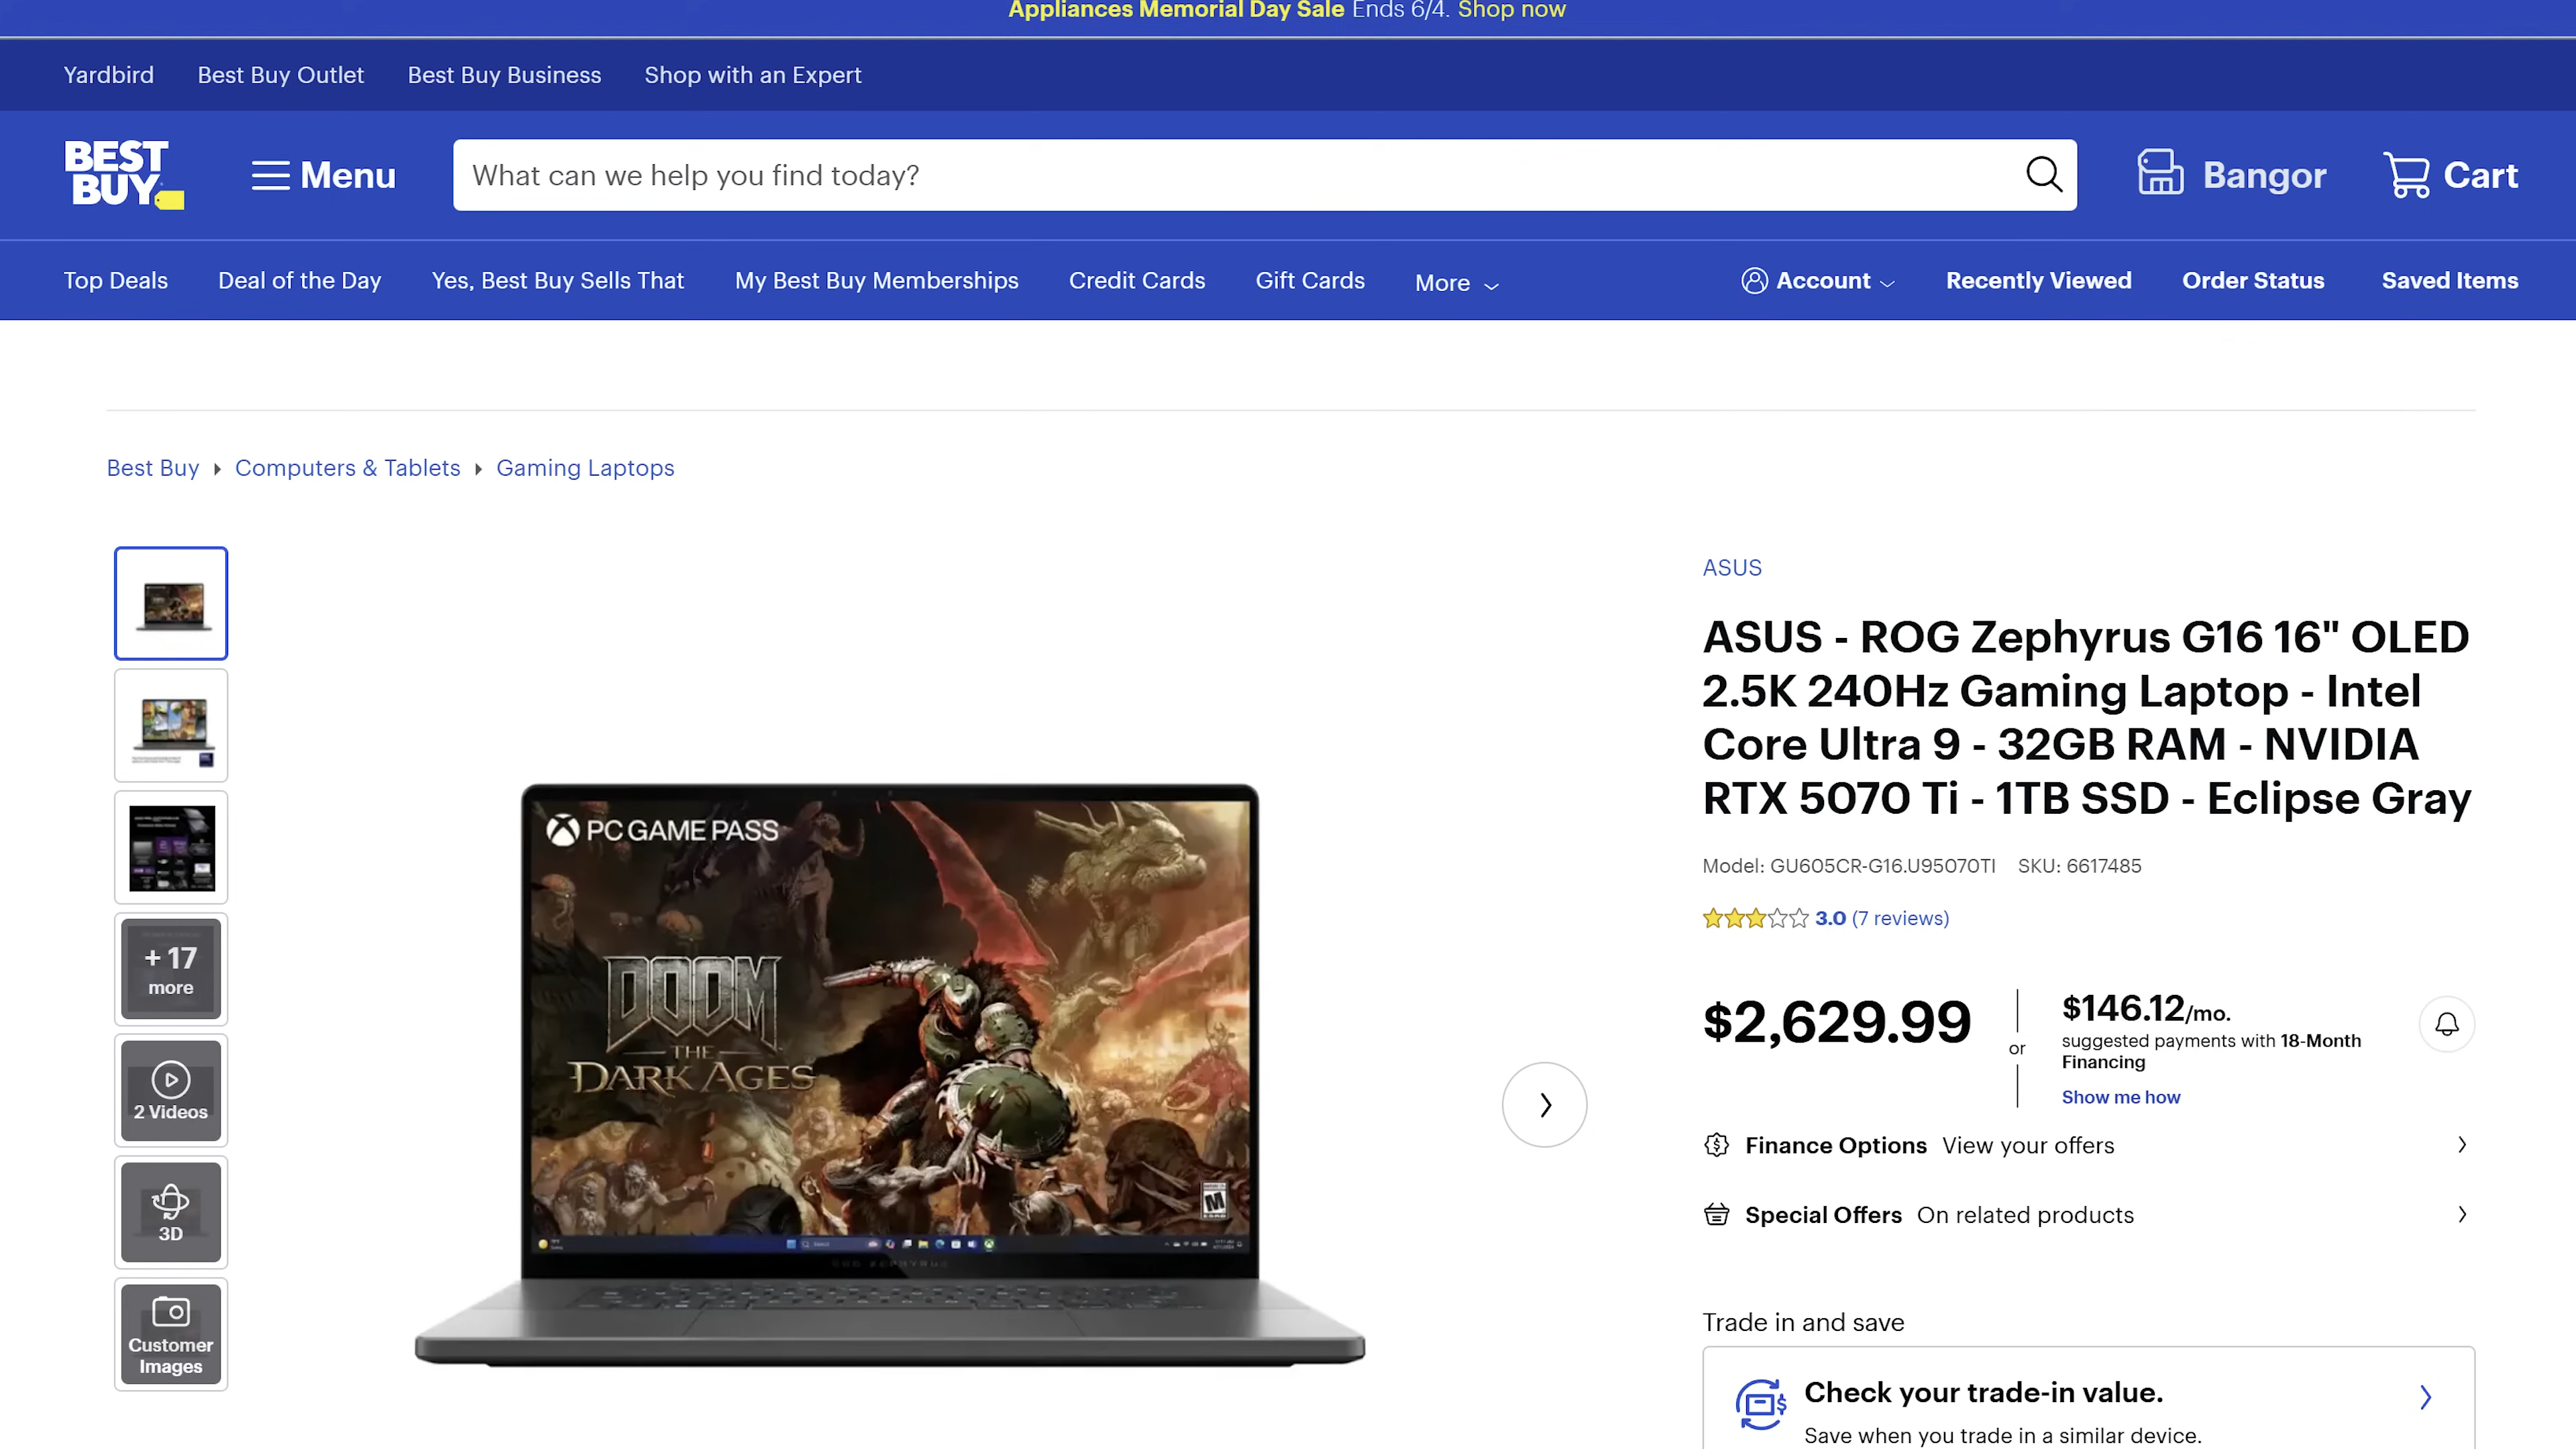 Appliances Memorial Day Sale Ends 6/4. Shop now
Yardbird Best Buy Outlet Best Buy Business Shop with an Expert
BEST
BUY
Menu
What can we help you find today?
Bangor
Cart
Top Deals Deal of the Day Yes, Best Buy Sells That My Best Buy Memberships Credit Cards Gift Cards More
Account Recently Viewed Order Status Saved Items
Best Buy Computers & Tablets Gaming Laptops
+ 17
more
2 Videos
3D
Customer
Images
PC GAME PASS
DOOM
THE
DARK AGES
M
ASUS
ASUS - ROG Zephyrus G16 16" OLED
2.5K 240Hz Gaming Laptop - Intel
Core Ultra 9 - 32GB RAM - NVIDIA
RTX 5070 Ti - 1TB SSD - Eclipse Gray
Model: GU605CR-G16.U95070TI SKU: 6617485
3.0 (7 reviews)
$2,629.99
or
$146.12/mo.
suggested payments with 18-Month
Financing
Show me how
Finance Options View your offers
Special Offers On related products
Trade in and save
Check your trade-in value.
Save when you trade in a similar device.